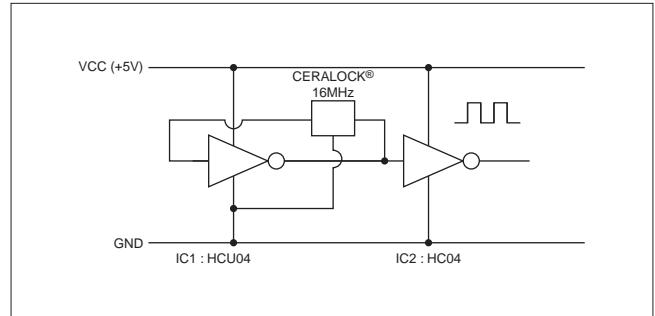 VCC (+5V)
CERALOCK®
16MHz
GND
IC1 : HCU04
IC2 : HC04